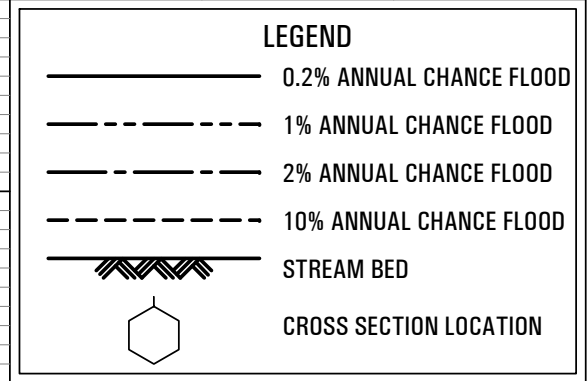 LEGEND
0.2% ANNUAL CHANCE FLOOD
1% ANNUAL CHANCE FLOOD
2% ANNUAL CHANCE FLOOD
10% ANNUAL CHANCE FLOOD
STREAM BED
CROSS SECTION LOCATION